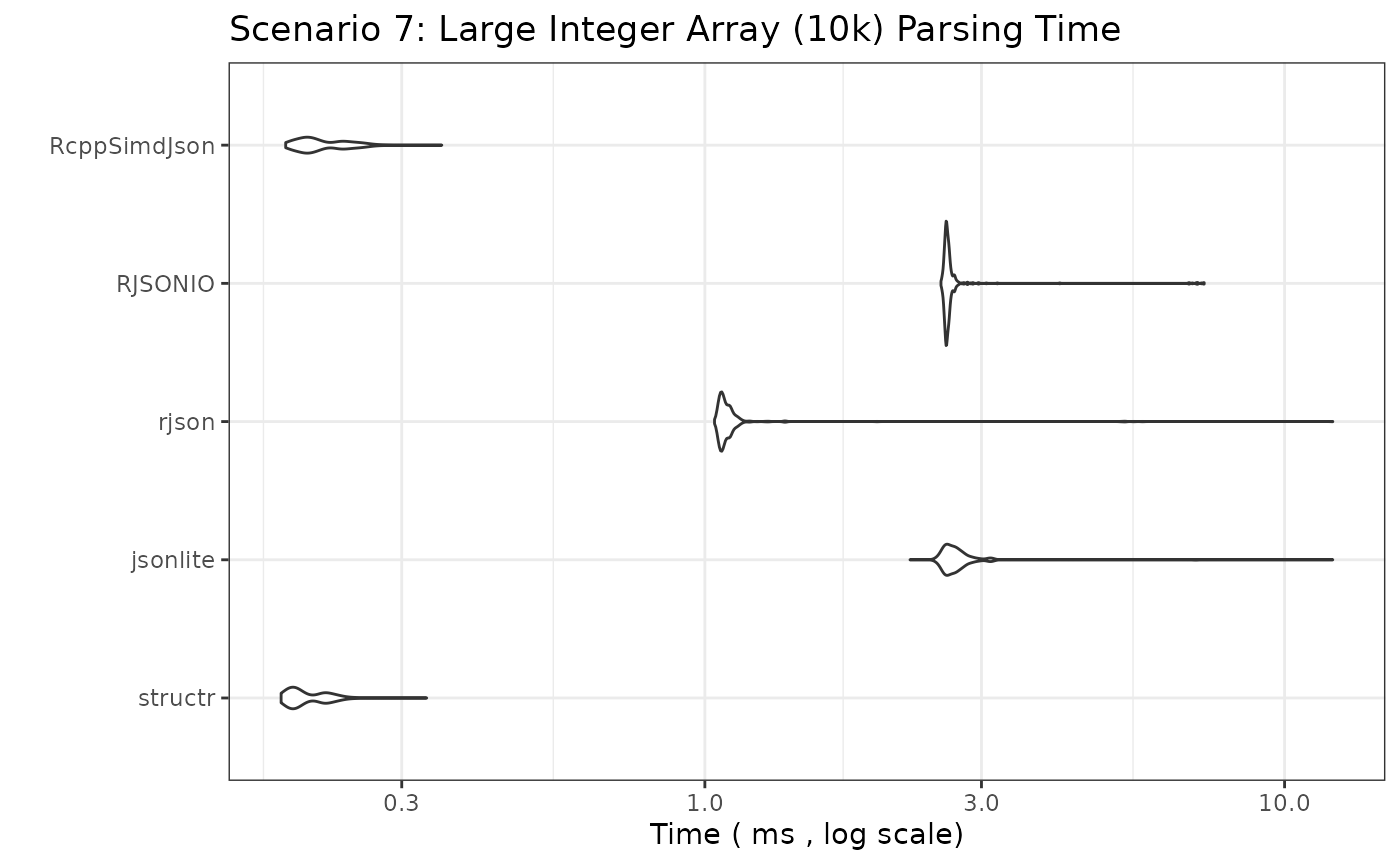 Scenario 7: Large Integer Array (10k) Parsing Time
RcppSimdJson
RJSONIO
rjson
jsonlite
structr
0.3 1.0 3.0 10.0
Time ( ms , log scale)